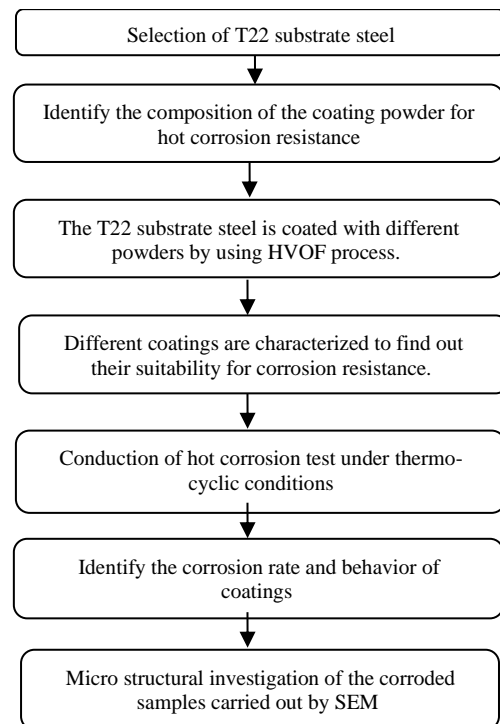 Selection of T22 substrate steel
Identify the composition of the coating powder for
hot corrosion resistance
The T22 substrate steel is coated with different
powders by using HVOF process.
Different coatings are characterized to find out
their suitability for corrosion resistance.
Conduction of hot corrosion test under thermo-
cyclic conditions
Identify the corrosion rate and behavior of
coatings
Micro structural investigation of the corroded
samples carried out by SEM